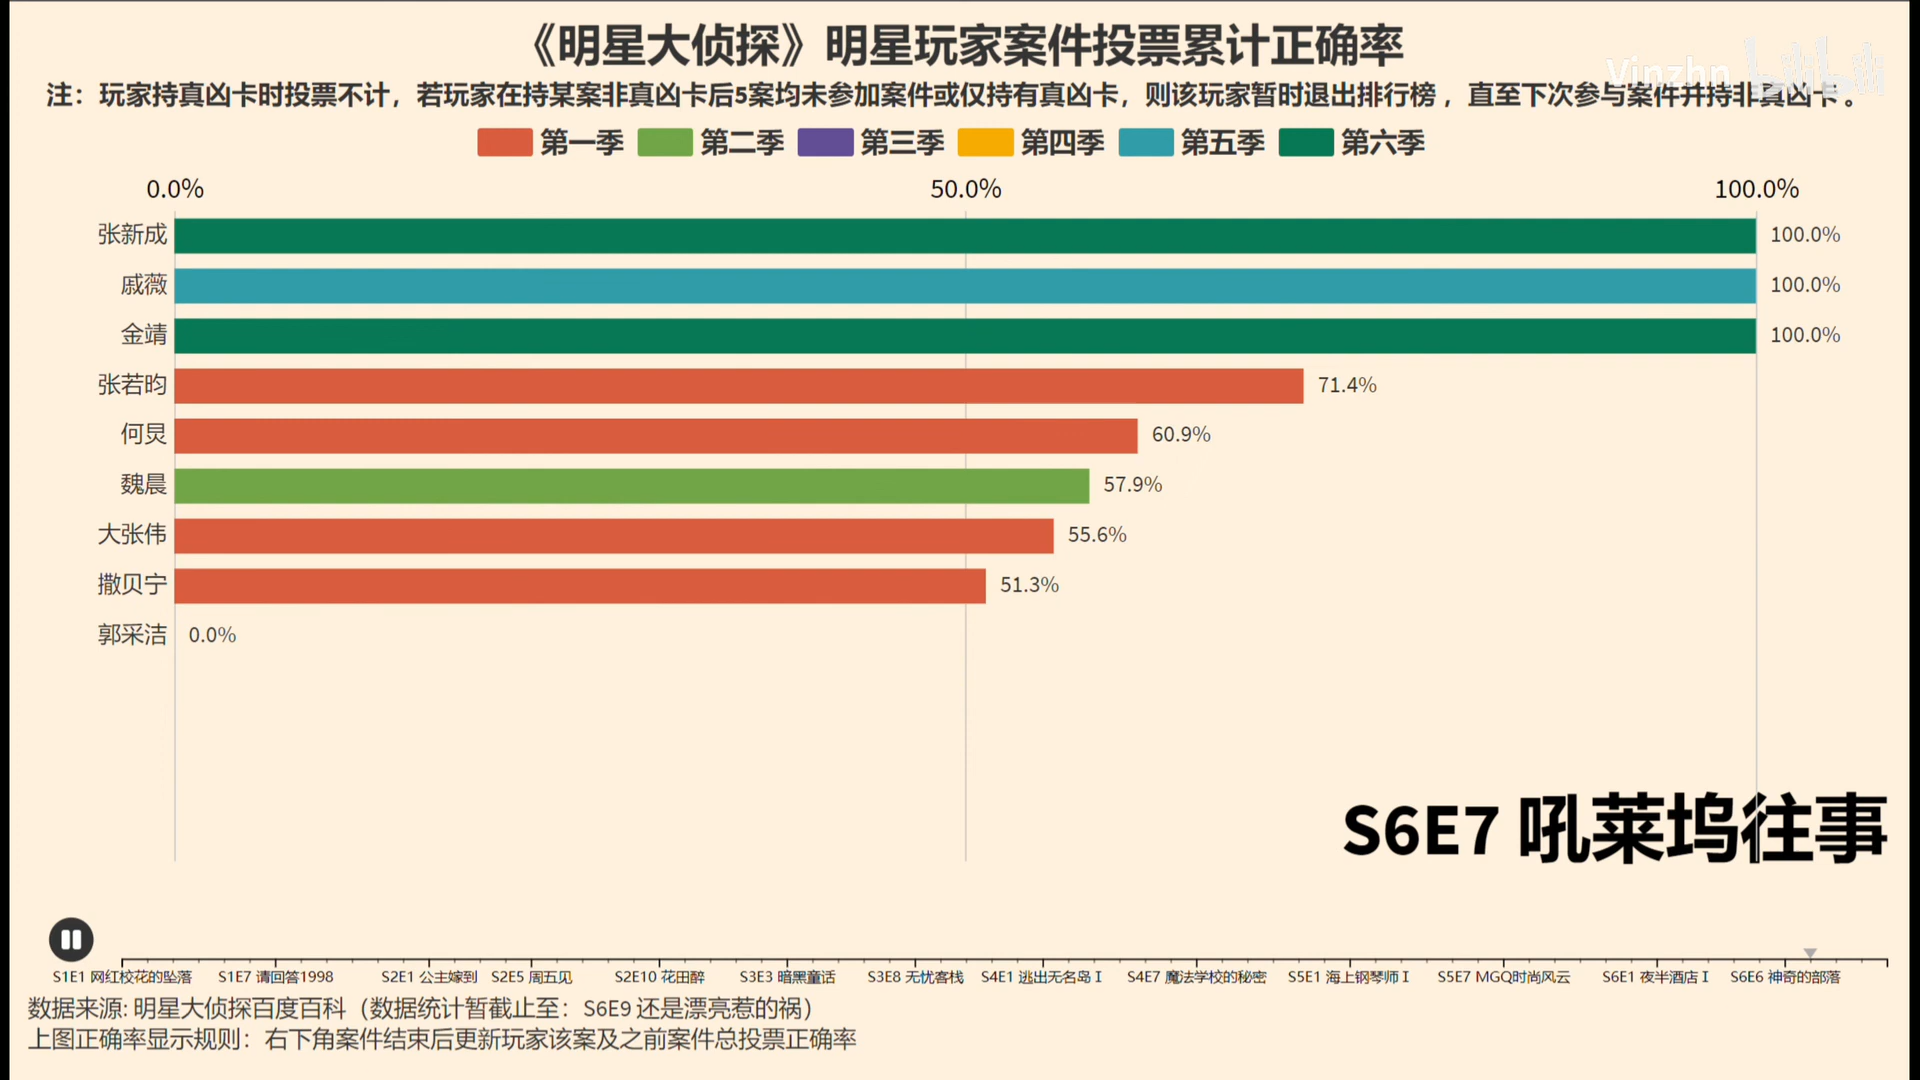 《明星大侦探》明星玩家案件投票累计正确率
Vinzhn bilibili
注：玩家持真凶卡时投票不计，若玩家在持某案非真凶卡后5案均未参加案件或仅持有真凶卡，则该玩家暂时退出排行榜，直至下次参与案件并持非真凶卡。
第一季 第二季 第三季 第四季 第五季 第六季
0.0% 50.0% 100.0%
张新成 100.0%
戚薇 100.0%
金靖 100.0%
张若昀 71.4%
何炅 60.9%
魏晨 57.9%
大张伟 55.6%
撒贝宁 51.3%
郭采洁 0.0%
S6E7 吼莱坞往事
S1E1 网红校花的坠落 S1E7 请回答1998 S2E1 公主嫁到 S2E5 周五见 S2E10 花田醉 S3E3 暗黑童话 S3E8 无忧客栈 S4E1 逃出无名岛 I S4E7 魔法学校的秘密 S5E1 海上钢琴师 I S5E7 MGQ时尚风云 S6E1 夜半酒店 I S6E6 神奇的部落
数据来源: 明星大侦探百度百科（数据统计暂截止至：S6E9 还是漂亮惹的祸）
上图正确率显示规则：右下角案件结束后更新玩家该案及之前案件总投票正确率